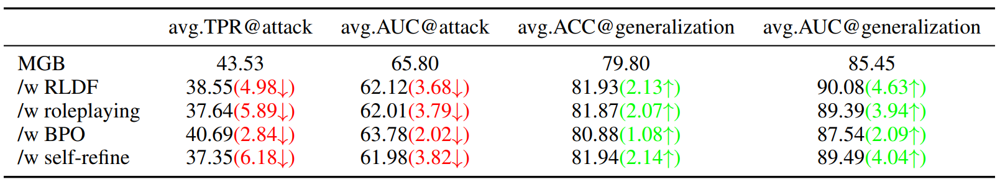 avg.TPR@attack avg.AUC@attack avg.ACC@generalization avg.AUC@generalization
MGB 43.53 65.80 79.80 85.45
/w RLDF 38.55(4.98↓) 62.12(3.68↓) 81.93(2.13↑) 90.08(4.63↑)
/w roleplaying 37.64(5.89↓) 62.01(3.79↓) 81.87(2.07↑) 89.39(3.94↑)
/w BPO 40.69(2.84↓) 63.78(2.02↓) 80.88(1.08↑) 87.54(2.09↑)
/w self-refine 37.35(6.18↓) 61.98(3.82↓) 81.94(2.14↑) 89.49(4.04↑)